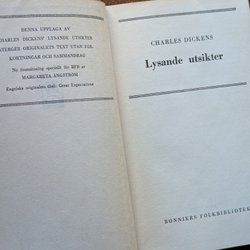 DENNA UPPLAGA AV
CHARLES DICKENS' LYSANDE UTSIKTER
ÅTERGER ORIGINALETS TEXT UTAN FÖR-
KORTNINGAR OCH SAMMANDRAG
Ny översättning speciellt för BFB av
MARGARETA ÅNGSTRÖM
Engelska originalets titel: Great Expectations
CHARLES DICKENS
Lysande utsikter
BONNIERS FOLKBIBLIOTEK